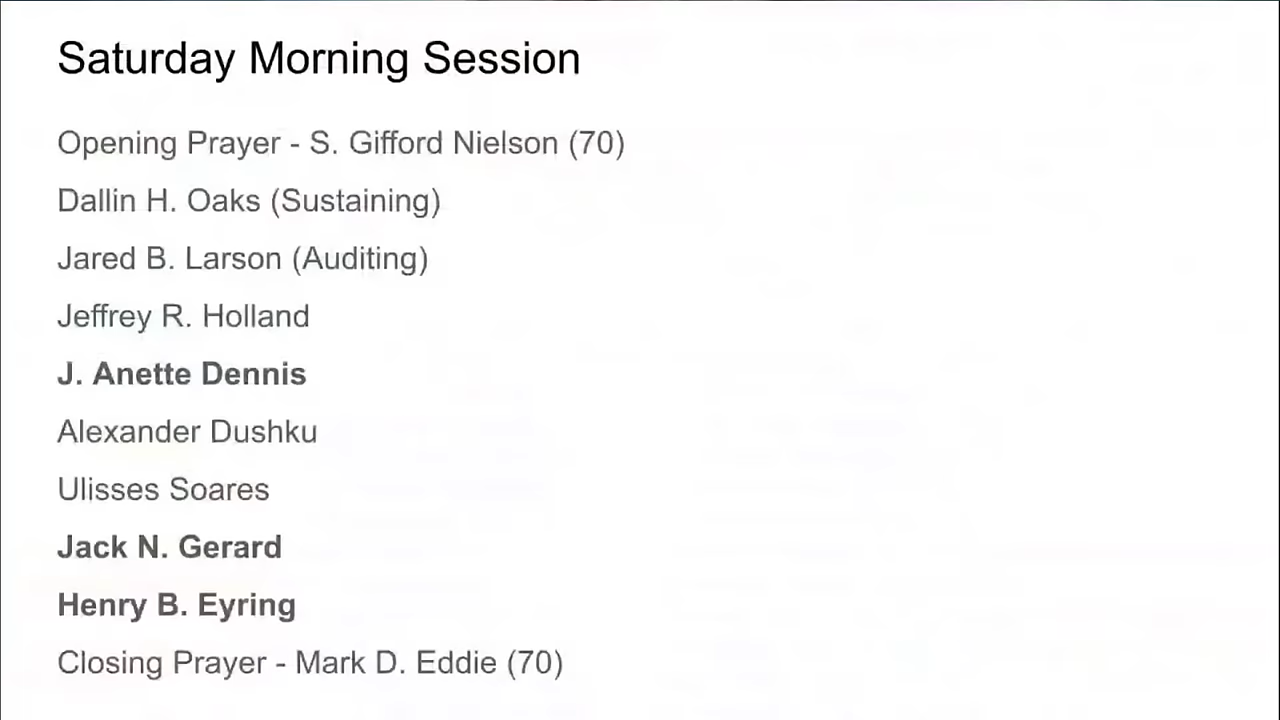 Saturday Morning Session
Opening Prayer - S. Gifford Nielson (70)
Dallin H. Oaks (Sustaining)
Jared B. Larson (Auditing)
Jeffrey R. Holland
J. Anette Dennis
Alexander Dushku
Ulisses Soares
Jack N. Gerard
Henry B. Eyring
Closing Prayer - Mark D. Eddie (70)